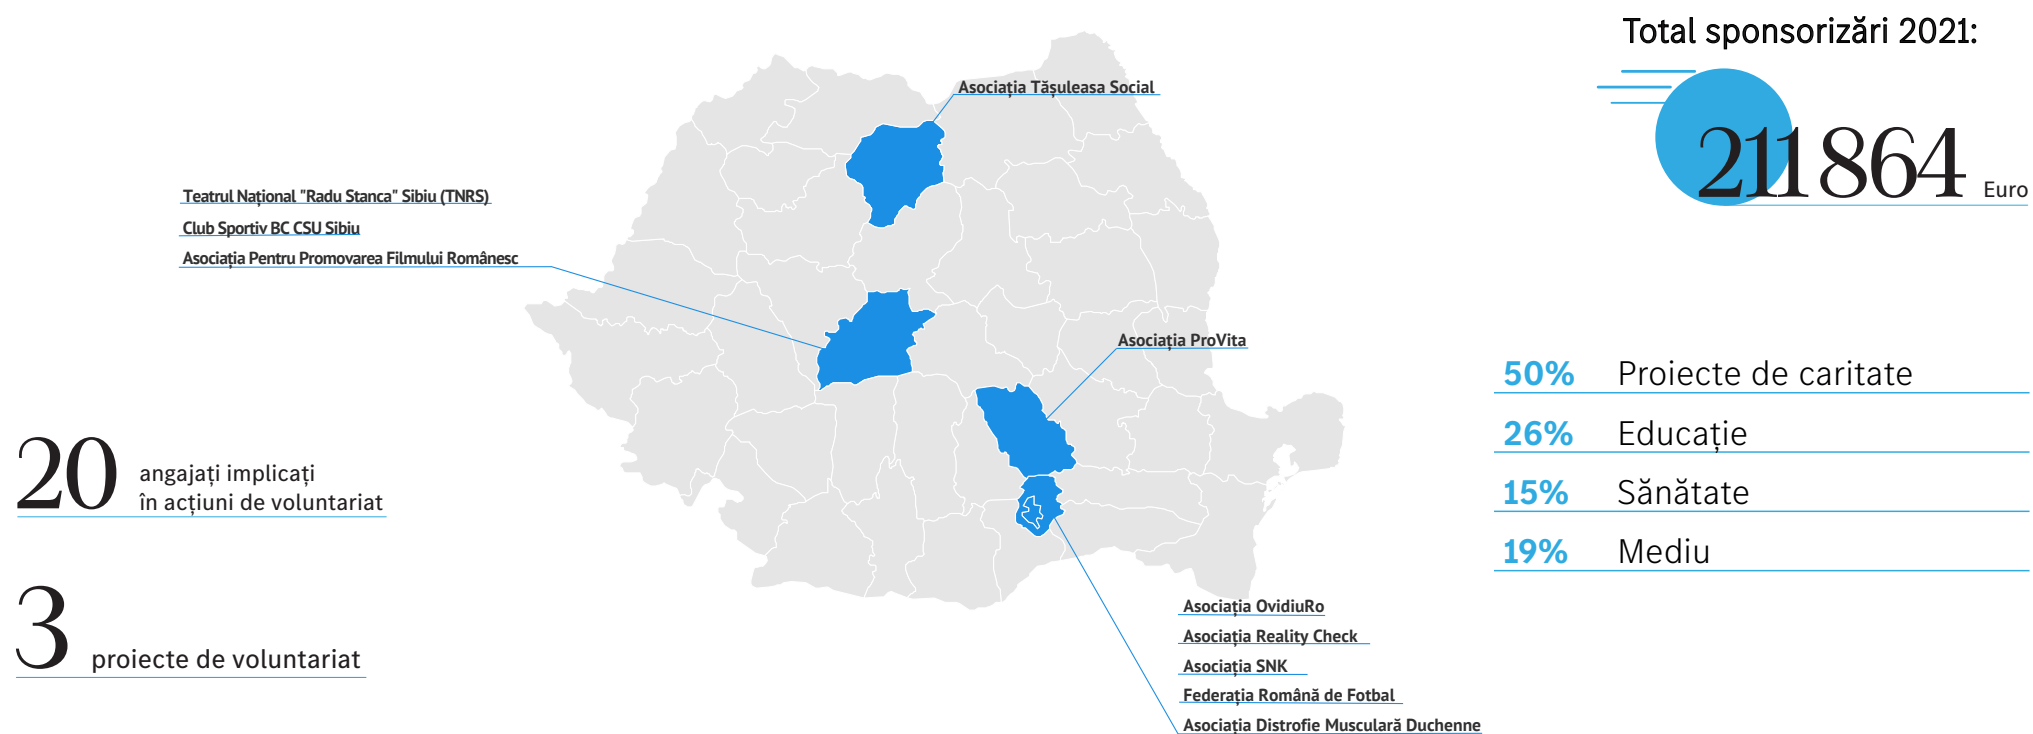 Total sponsorizări 2021:
211 864 Euro
Asociația Tășuleasa Social
Teatrul Național "Radu Stanca" Sibiu (TNRS)
Club Sportiv BC CSU Sibiu
Asociația Pentru Promovarea Filmului Românesc
Asociația ProVita
50% Proiecte de caritate
26% Educație
15% Sănătate
19% Mediu
20 angajați implicați
în acțiuni de voluntariat
3 proiecte de voluntariat
Asociația OvidiuRo
Asociația Reality Check
Asociația SNK
Federația Română de Fotbal
Asociația Distrofie Musculară Duchenne